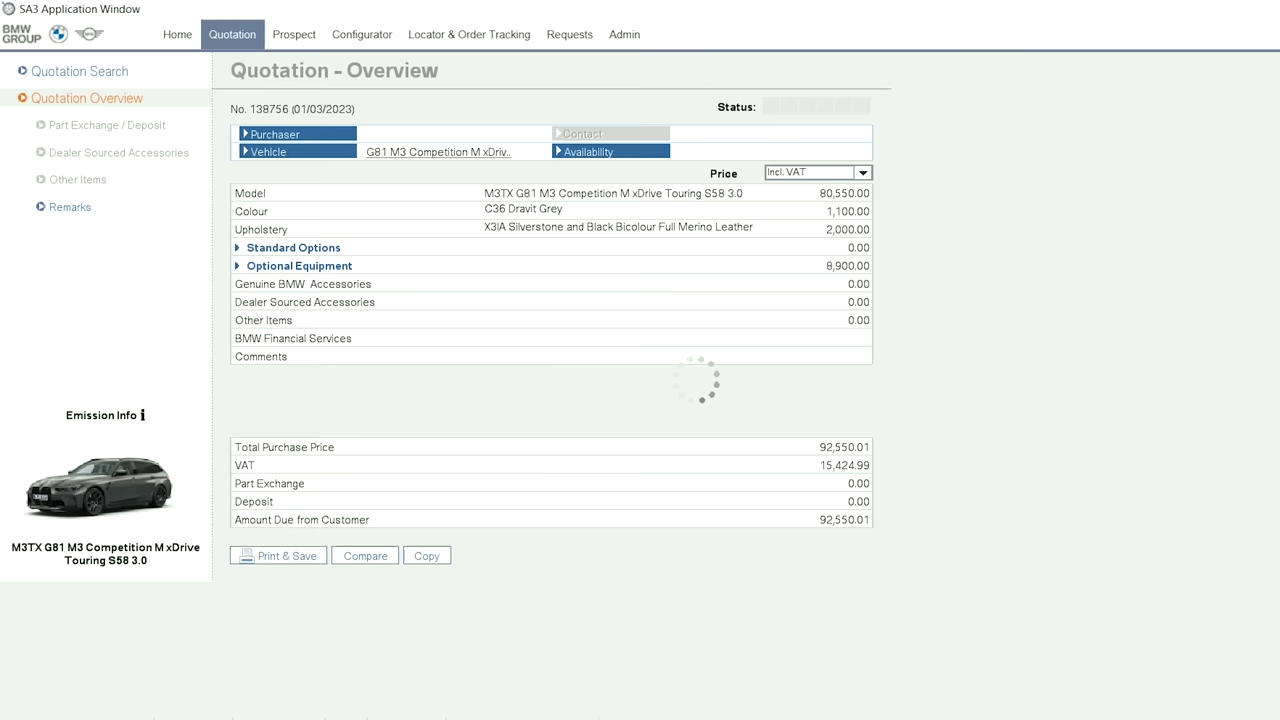 SA3 Application Window
BMW GROUP
Home Quotation Prospect Configurator Locator & Order Tracking Requests Admin
Quotation Search
Quotation Overview
Part Exchange / Deposit
Dealer Sourced Accessories
Other Items
Remarks
Emission Info i
M3TX G81 M3 Competition M xDrive
Touring S58 3.0
Quotation - Overview
No. 138756 (01/03/2023) Status:
Purchaser Contact
Vehicle G81 M3 Competition M xDriv.. Availability
Price Incl. VAT
Model M3TX G81 M3 Competition M xDrive Touring S58 3.0 80,550.00
Colour C36 Dravit Grey 1,100.00
Upholstery X3IA Silverstone and Black Bicolour Full Merino Leather 2,000.00
Standard Options 0.00
Optional Equipment 8,900.00
Genuine BMW Accessories 0.00
Dealer Sourced Accessories 0.00
Other Items 0.00
BMW Financial Services
Comments
Total Purchase Price 92,550.01
VAT 15,424.99
Part Exchange 0.00
Deposit 0.00
Amount Due from Customer 92,550.01
Print & Save Compare Copy